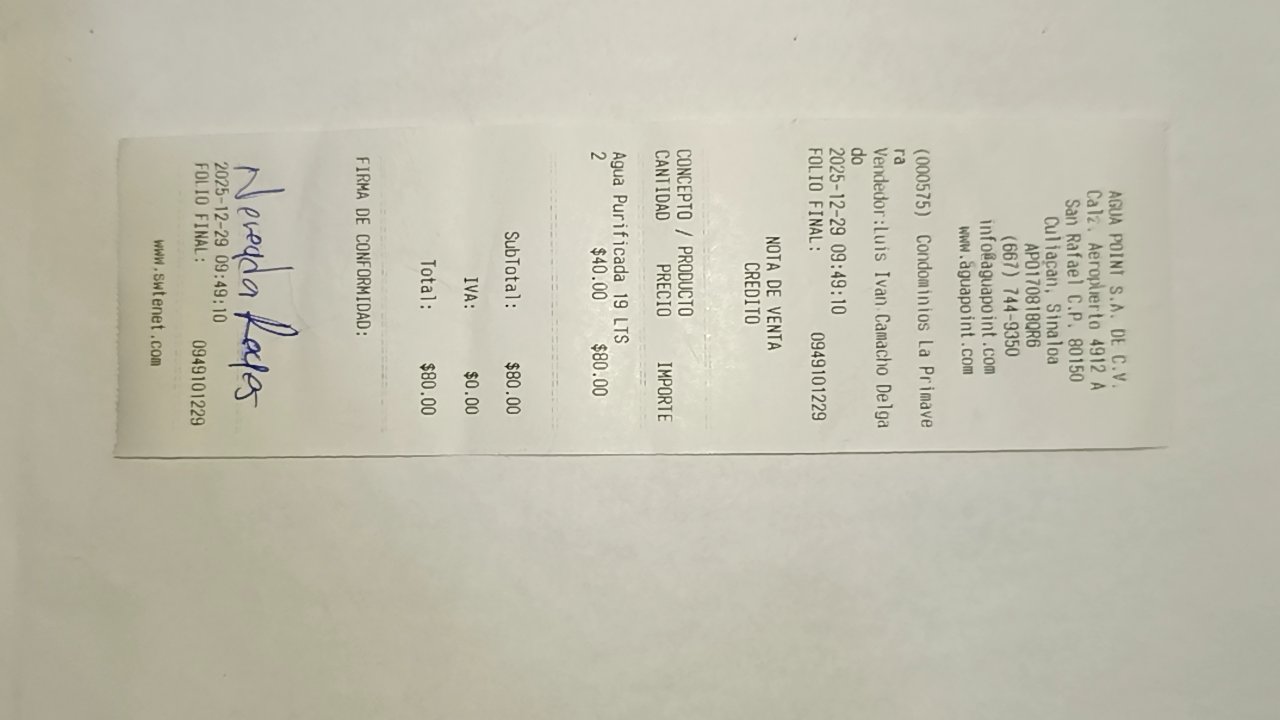 AGUA POINT S.A. DE C.V.
Calz. Aeropuerto 4912 A
San Rafael C.P. 80150
Culiacan, Sinaloa
APO170818QR6
(667) 744-9350
info@aguapoint.com
www.aguapoint.com
(000575) Condominios La Primave
ra
Vendedor:Luis Ivan Camacho Delga
do
2025-12-29 09:49:10
FOLIO FINAL: 0949101229
NOTA DE VENTA
CREDITO
CONCEPTO / PRODUCTO
CANTIDAD PRECIO IMPORTE
Agua Purificada 19 LTS
2 $40.00 $80.00
SubTotal: $80.00
IVA: $0.00
Total: $80.00
FIRMA DE CONFORMIDAD:
2025-12-29 09:49:10
FOLIO FINAL: 0949101229
www.swtenet.com